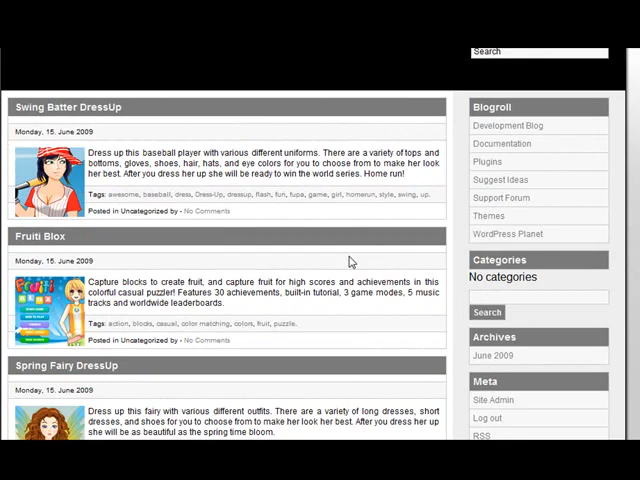 Search
Swing Batter DressUp
Monday, 15. June 2009
Dress up this baseball player with various different uniforms. There are a variety of tops and
bottoms, gloves, shoes, hair, hats, and eye colors for you to choose from to make her look
her best. After you dress her up she will be ready to win the world series. Home run!
Tags: awesome, baseball, dress, Dress-Up, dressup, flash, fun, fupa, game, girl, homerun, style, swing, up.
Posted in Uncategorized by - No Comments
Fruiti Blox
Monday, 15. June 2009
Fruiti
Capture blocks to create fruit, and capture fruit for high scores and achievements in this
colorful casual puzzler! Features 30 achievements, built-in tutorial, 3 game modes, 5 music
tracks and worldwide leaderboards.
Tags: action, blocks, casual, color matching, colors, fruit, puzzle.
Posted in Uncategorized by - No Comments
Spring Fairy DressUp
Monday, 15. June 2009
Dress up this fairy with various different outfits. There are a variety of long dresses, short
dresses, and shoes for you to choose from to make her look her best. After you dress her up
she will be as beautiful as the spring time bloom.
Blogroll
Development Blog
Documentation
Plugins
Suggest Ideas
Support Forum
Themes
WordPress Planet
Categories
No categories
Search
Archives
June 2009
Meta
Site Admin
Log out
RSS